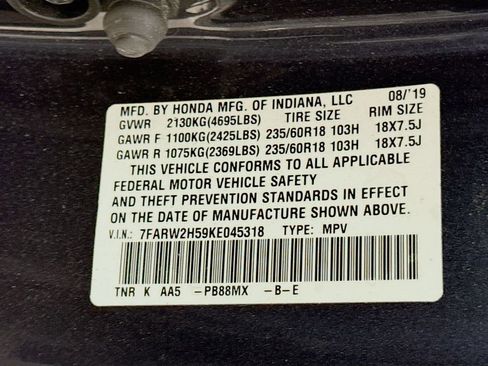 MFD. BY HONDA MFG. OF INDIANA, LLC 08/'19
GVWR 2130KG(4695LBS) TIRE SIZE RIM SIZE
GAWR F 1100KG(2425LBS) 235/60R18 103H 18X7.5J
GAWR R 1075KG(2369LBS) 235/60R18 103H 18X7.5J
THIS VEHICLE CONFORMS TO ALL APPLICABLE
FEDERAL MOTOR VEHICLE SAFETY
AND THEFT PREVENTION STANDARDS IN EFFECT
ON THE DATE OF MANUFACTURE SHOWN ABOVE.
V.I.N.: 7FARW2H59KE045318 TYPE: MPV
TNR K AA5 -PB88MX -B-E